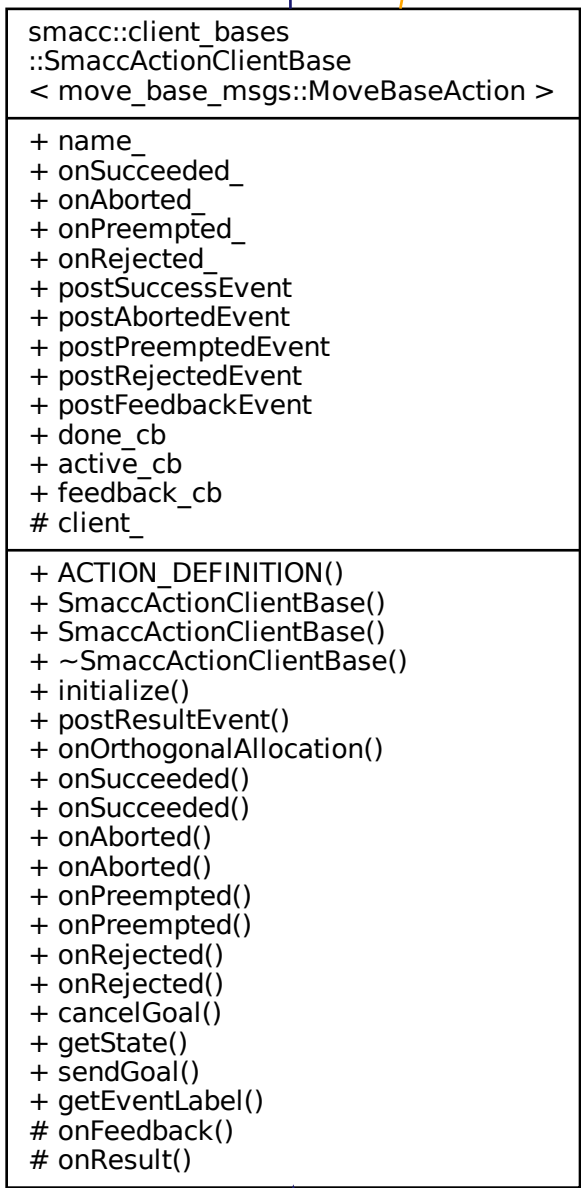 smacc::client_bases
::SmaccActionClientBase
< move_base_msgs::MoveBaseAction >
+ name_
+ onSucceeded_
+ onAborted_
+ onPreempted_
+ onRejected_
+ postSuccessEvent
+ postAbortedEvent
+ postPreemptedEvent
+ postRejectedEvent
+ postFeedbackEvent
+ done_cb
+ active_cb
+ feedback_cb
# client_
+ ACTION_DEFINITION()
+ SmaccActionClientBase()
+ SmaccActionClientBase()
+ ~SmaccActionClientBase()
+ initialize()
+ postResultEvent()
+ onOrthogonalAllocation()
+ onSucceeded()
+ onSucceeded()
+ onAborted()
+ onAborted()
+ onPreempted()
+ onPreempted()
+ onRejected()
+ onRejected()
+ cancelGoal()
+ getState()
+ sendGoal()
+ getEventLabel()
# onFeedback()
# onResult()